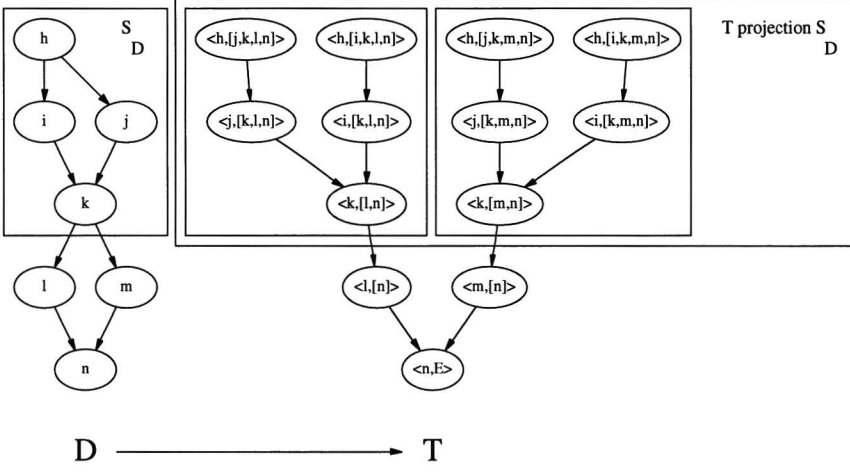 h S <h,[j,k,l,n]> <h,[i,k,l,n]> <h,[j,k,m,n]> <h,[i,k,m,n]> T projection S
D D
i j <j,[k,l,n]> <i,[k,l,n]> <j,[k,m,n]> <i,[k,m,n]>
k <k,[l,n]> <k,[m,n]>
l m <l,[n]> <m,[n]>
n <n,E>
D T